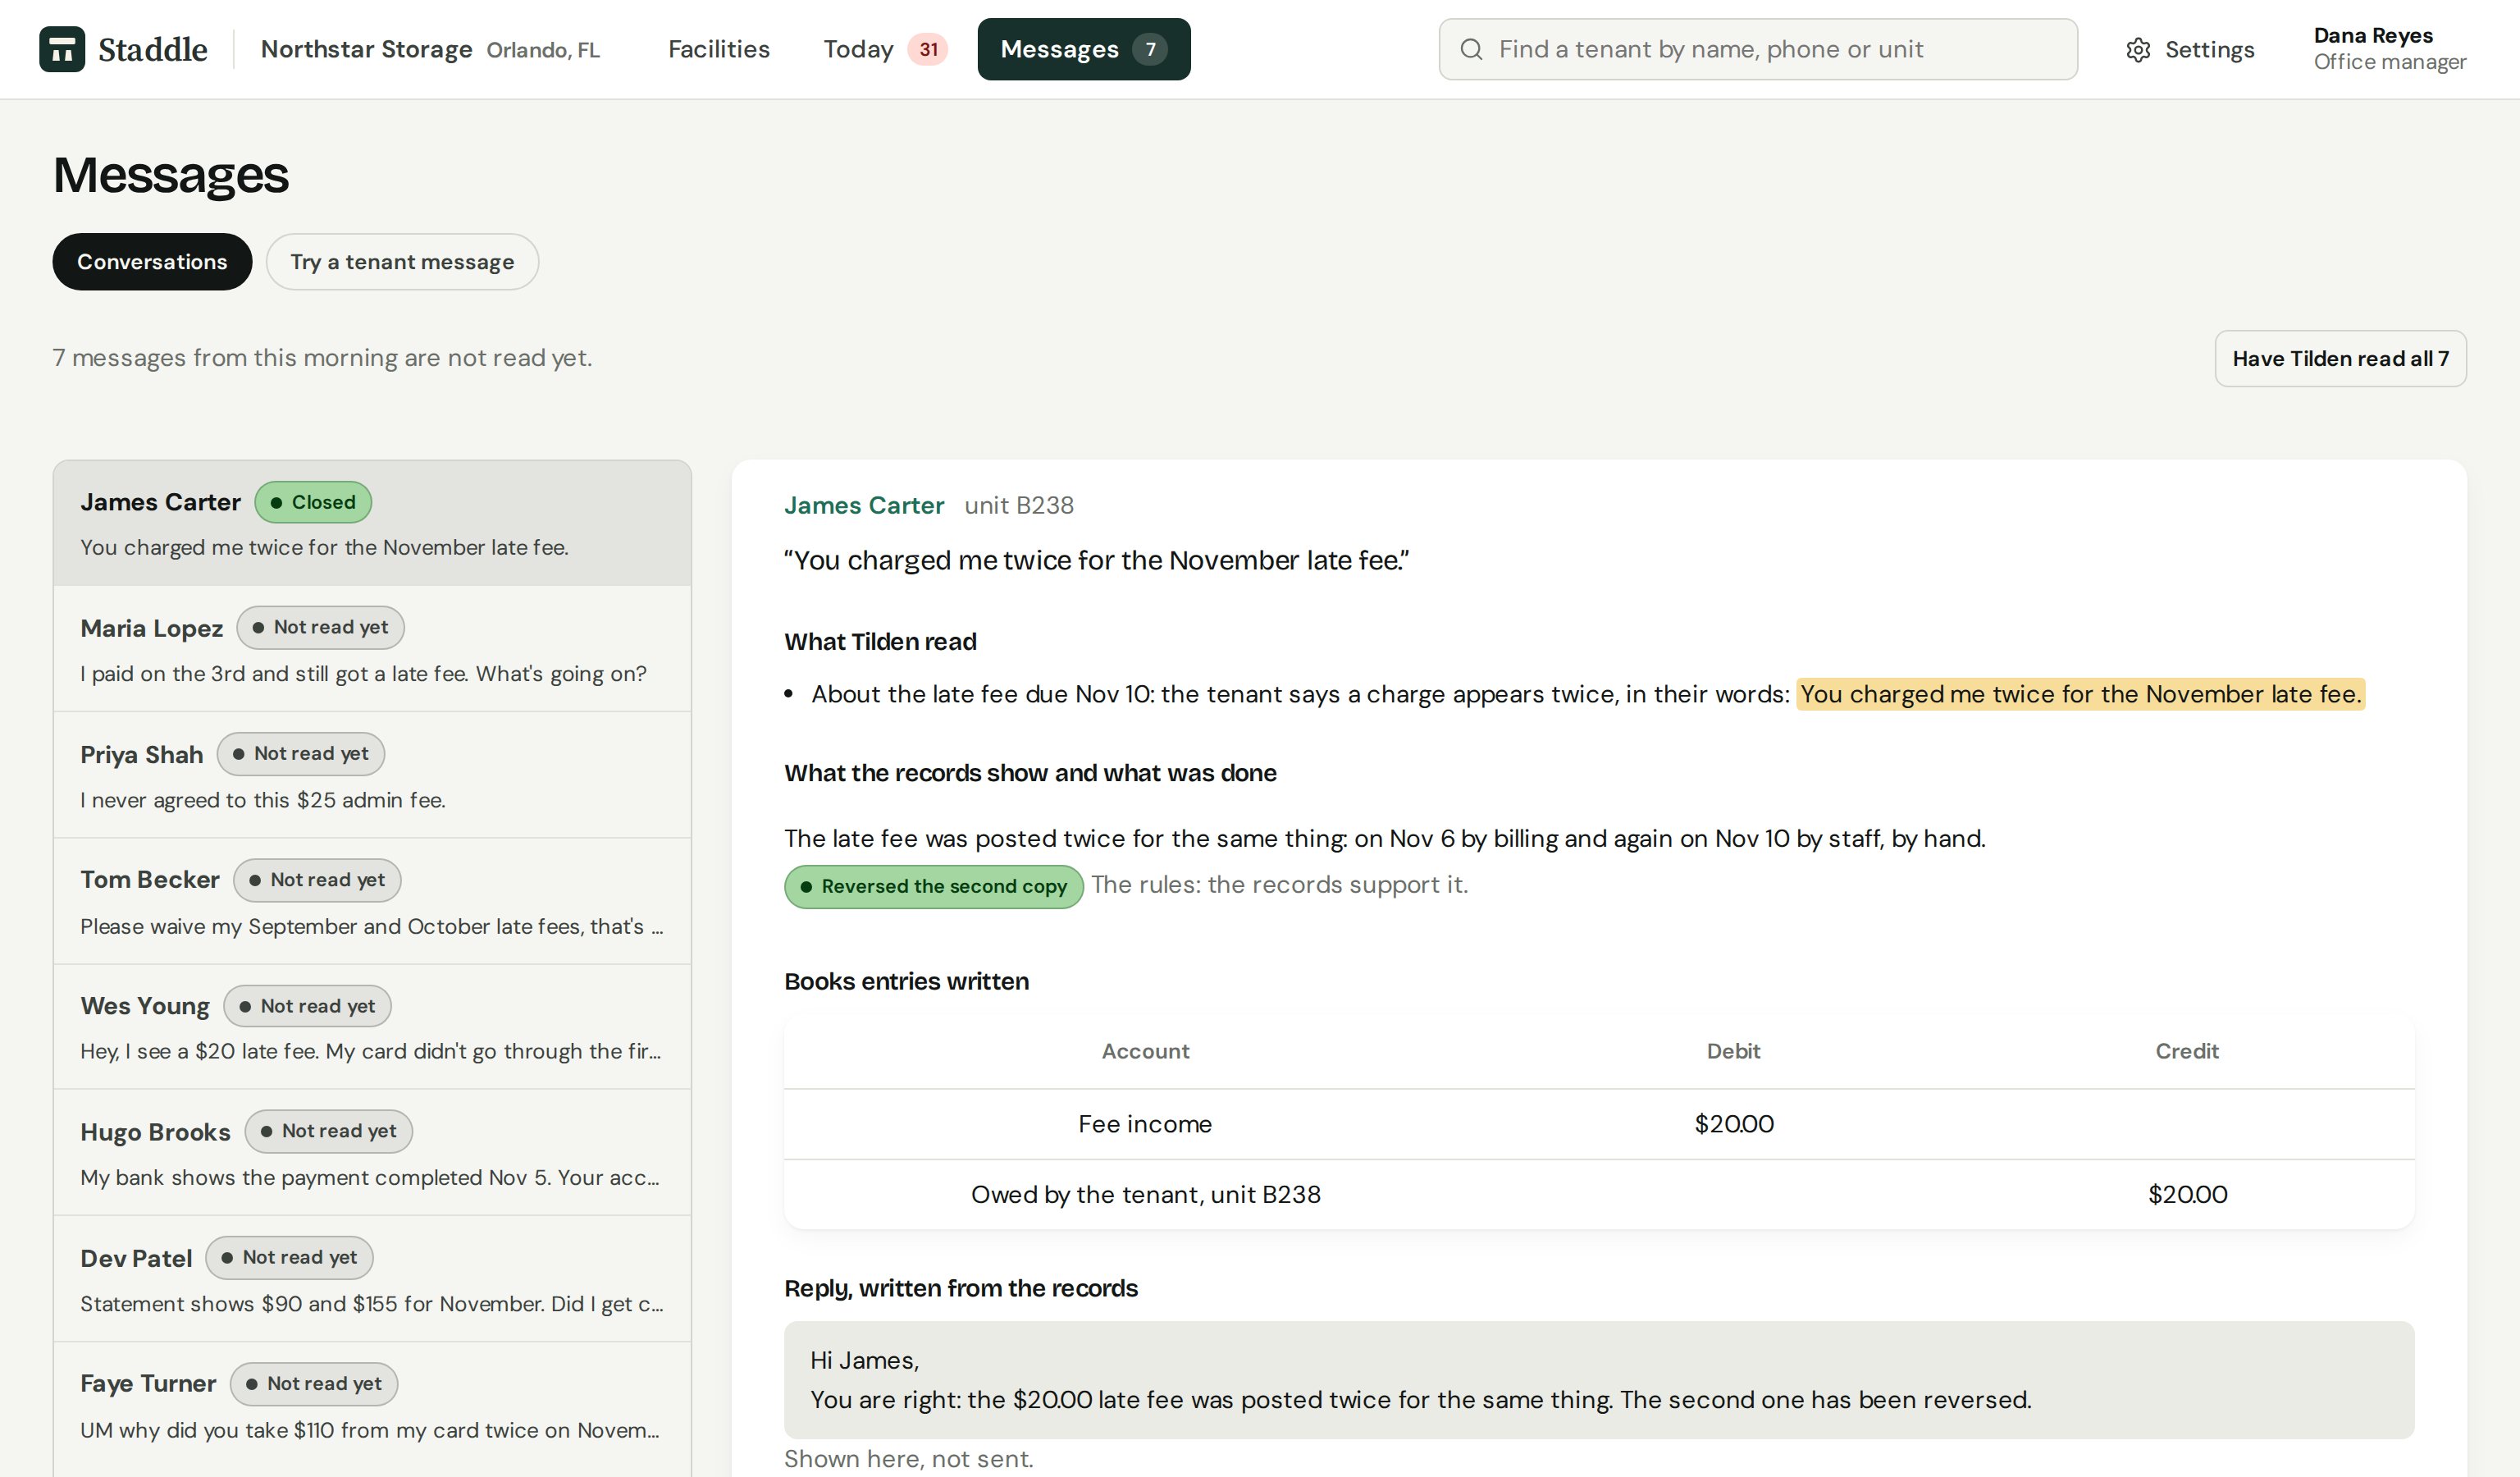 Staddle
Northstar Storage Orlando, FL
Facilities
Today 31
Messages 7
Find a tenant by name, phone or unit
Settings
Dana Reyes
Office manager
Messages
Conversations
Try a tenant message
7 messages from this morning are not read yet.
Have Tilden read all 7
James Carter Closed
You charged me twice for the November late fee.
Maria Lopez Not read yet
I paid on the 3rd and still got a late fee. What's going on?
Priya Shah Not read yet
I never agreed to this $25 admin fee.
Tom Becker Not read yet
Please waive my September and October late fees, that's ...
Wes Young Not read yet
Hey, I see a $20 late fee. My card didn't go through the fir...
Hugo Brooks Not read yet
My bank shows the payment completed Nov 5. Your acc...
Dev Patel Not read yet
Statement shows $90 and $155 for November. Did I get c...
Faye Turner Not read yet
UM why did you take $110 from my card twice on Novem...
James Carter unit B238
“You charged me twice for the November late fee.”
What Tilden read
• About the late fee due Nov 10: the tenant says a charge appears twice, in their words: You charged me twice for the November late fee.
What the records show and what was done
The late fee was posted twice for the same thing: on Nov 6 by billing and again on Nov 10 by staff, by hand.
Reversed the second copy The rules: the records support it.
Books entries written
Account Debit Credit
Fee income $20.00
Owed by the tenant, unit B238 $20.00
Reply, written from the records
Hi James,
You are right: the $20.00 late fee was posted twice for the same thing. The second one has been reversed.
Shown here, not sent.